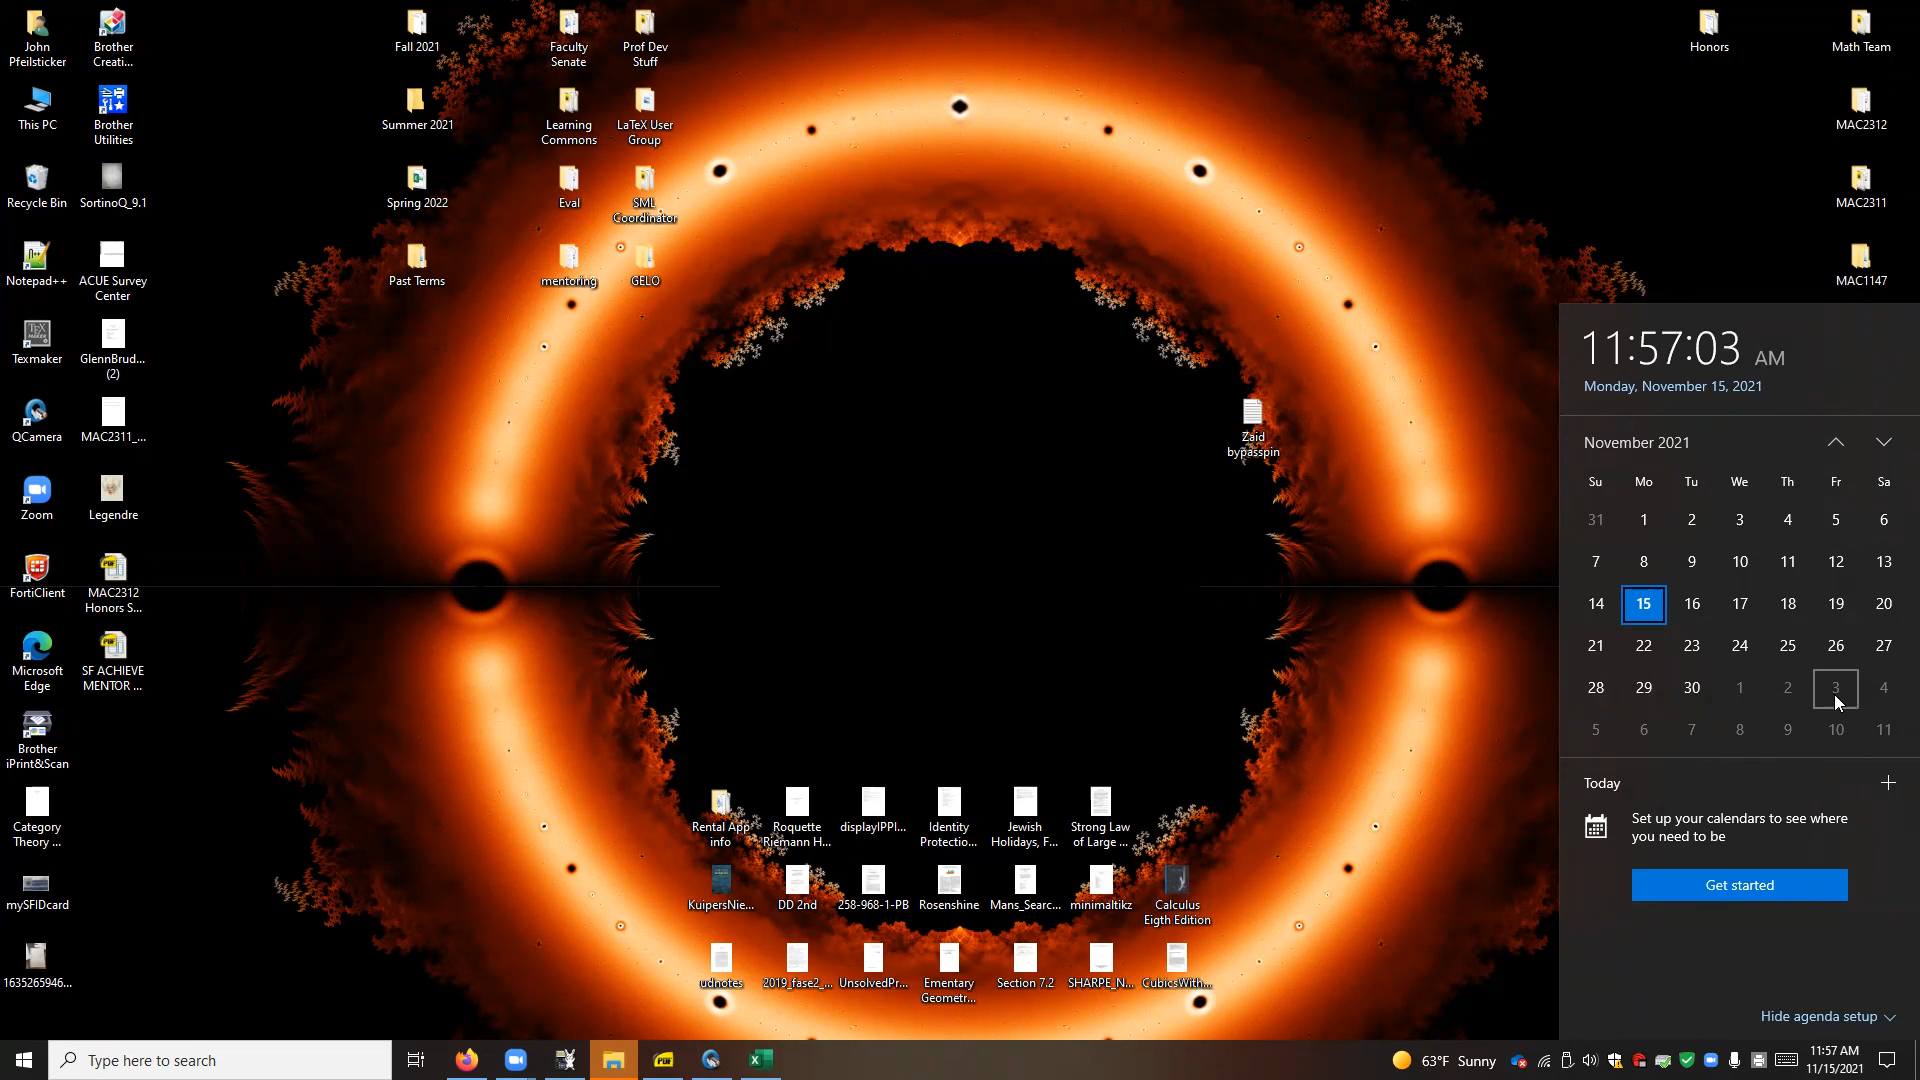 John
Pfeilsticker
Brother
Creati...
Fall 2021
Faculty
Senate
Prof Dev
Stuff
Honors
Math Team
This PC
Brother
Utilities
Summer 2021
Learning
Commons
LaTeX User
Group
MAC2312
Recycle Bin
SortinoQ_9.1
Spring 2022
Eval
SML
Coordinator
MAC2311
Notepad++
ACUE Survey
Center
Past Terms
mentoring
GELO
MAC1147
Texmaker
GlennBrud...
(2)
QCamera
MAC2311_...
Zaid
bypasspin
Zoom
Legendre
FortiClient
MAC2312
Honors S...
Microsoft
Edge
SF ACHIEVE
MENTOR ...
Brother
iPrint&Scan
Category
Theory ...
mySFIDcard
1635265946...
Rental App
info
Roquette
Riemann H...
displayIPPI...
Identity
Protectio...
Jewish
Holidays, F...
Strong Law
of Large ...
KuipersNie...
DD 2nd
258-968-1-PB
Rosenshine
Mans_Searc...
minimaltikz
Calculus
Eigth Edition
udnotes
2019_fase2_...
UnsolvedPr...
Ementary
Geometr...
Section 7.2
SHARPE_N...
CubicsWith...
11:57:03 AM
Monday, November 15, 2021
November 2021
Su Mo Tu We Th Fr Sa
31 1 2 3 4 5 6
7 8 9 10 11 12 13
14 15 16 17 18 19 20
21 22 23 24 25 26 27
28 29 30 1 2 3 4
5 6 7 8 9 10 11
Today
Set up your calendars to see where
you need to be
Get started
Hide agenda setup
Type here to search
63°F Sunny
11:57 AM
11/15/2021